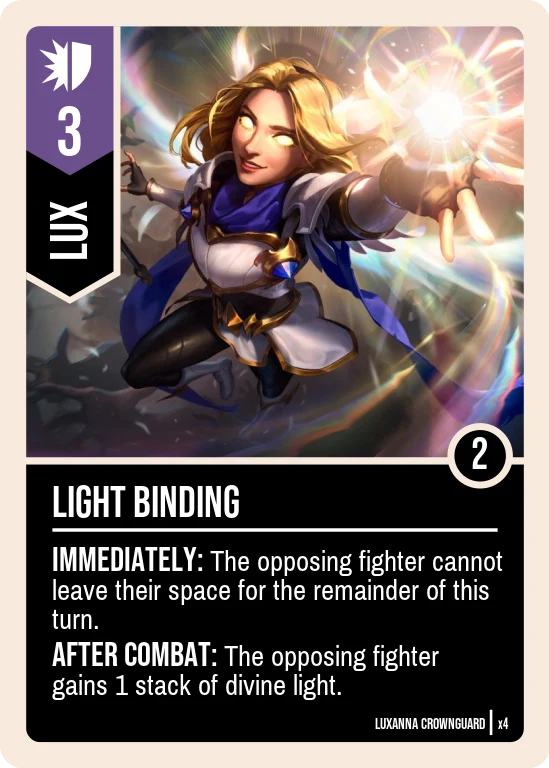 3
LUX
2
LIGHT BINDING
IMMEDIATELY: The opposing fighter cannot
leave their space for the remainder of this
turn.
AFTER COMBAT: The opposing fighter
gains 1 stack of divine light.
LUXANNA CROWNGUARD | x4